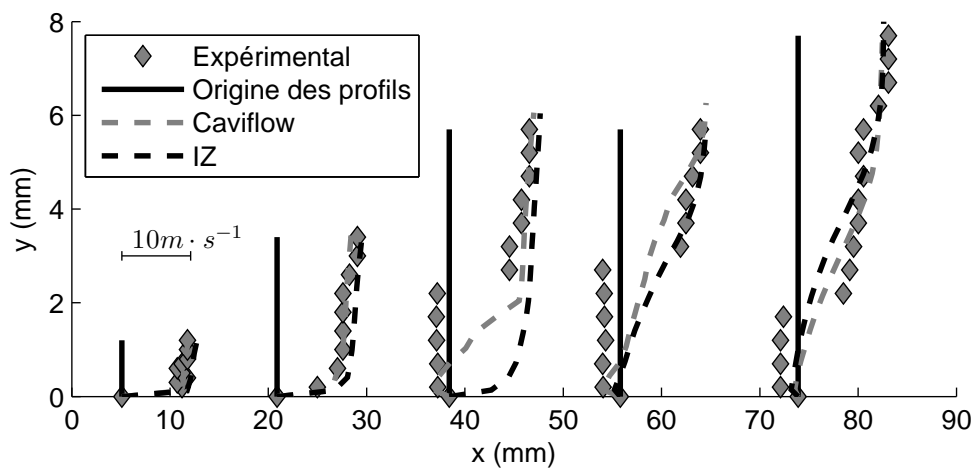 8
6
4
2
0
y (mm)
Expérimental
Origine des profils
Caviflow
IZ
10m · s⁻¹
0 10 20 30 40 50 60 70 80 90
x (mm)